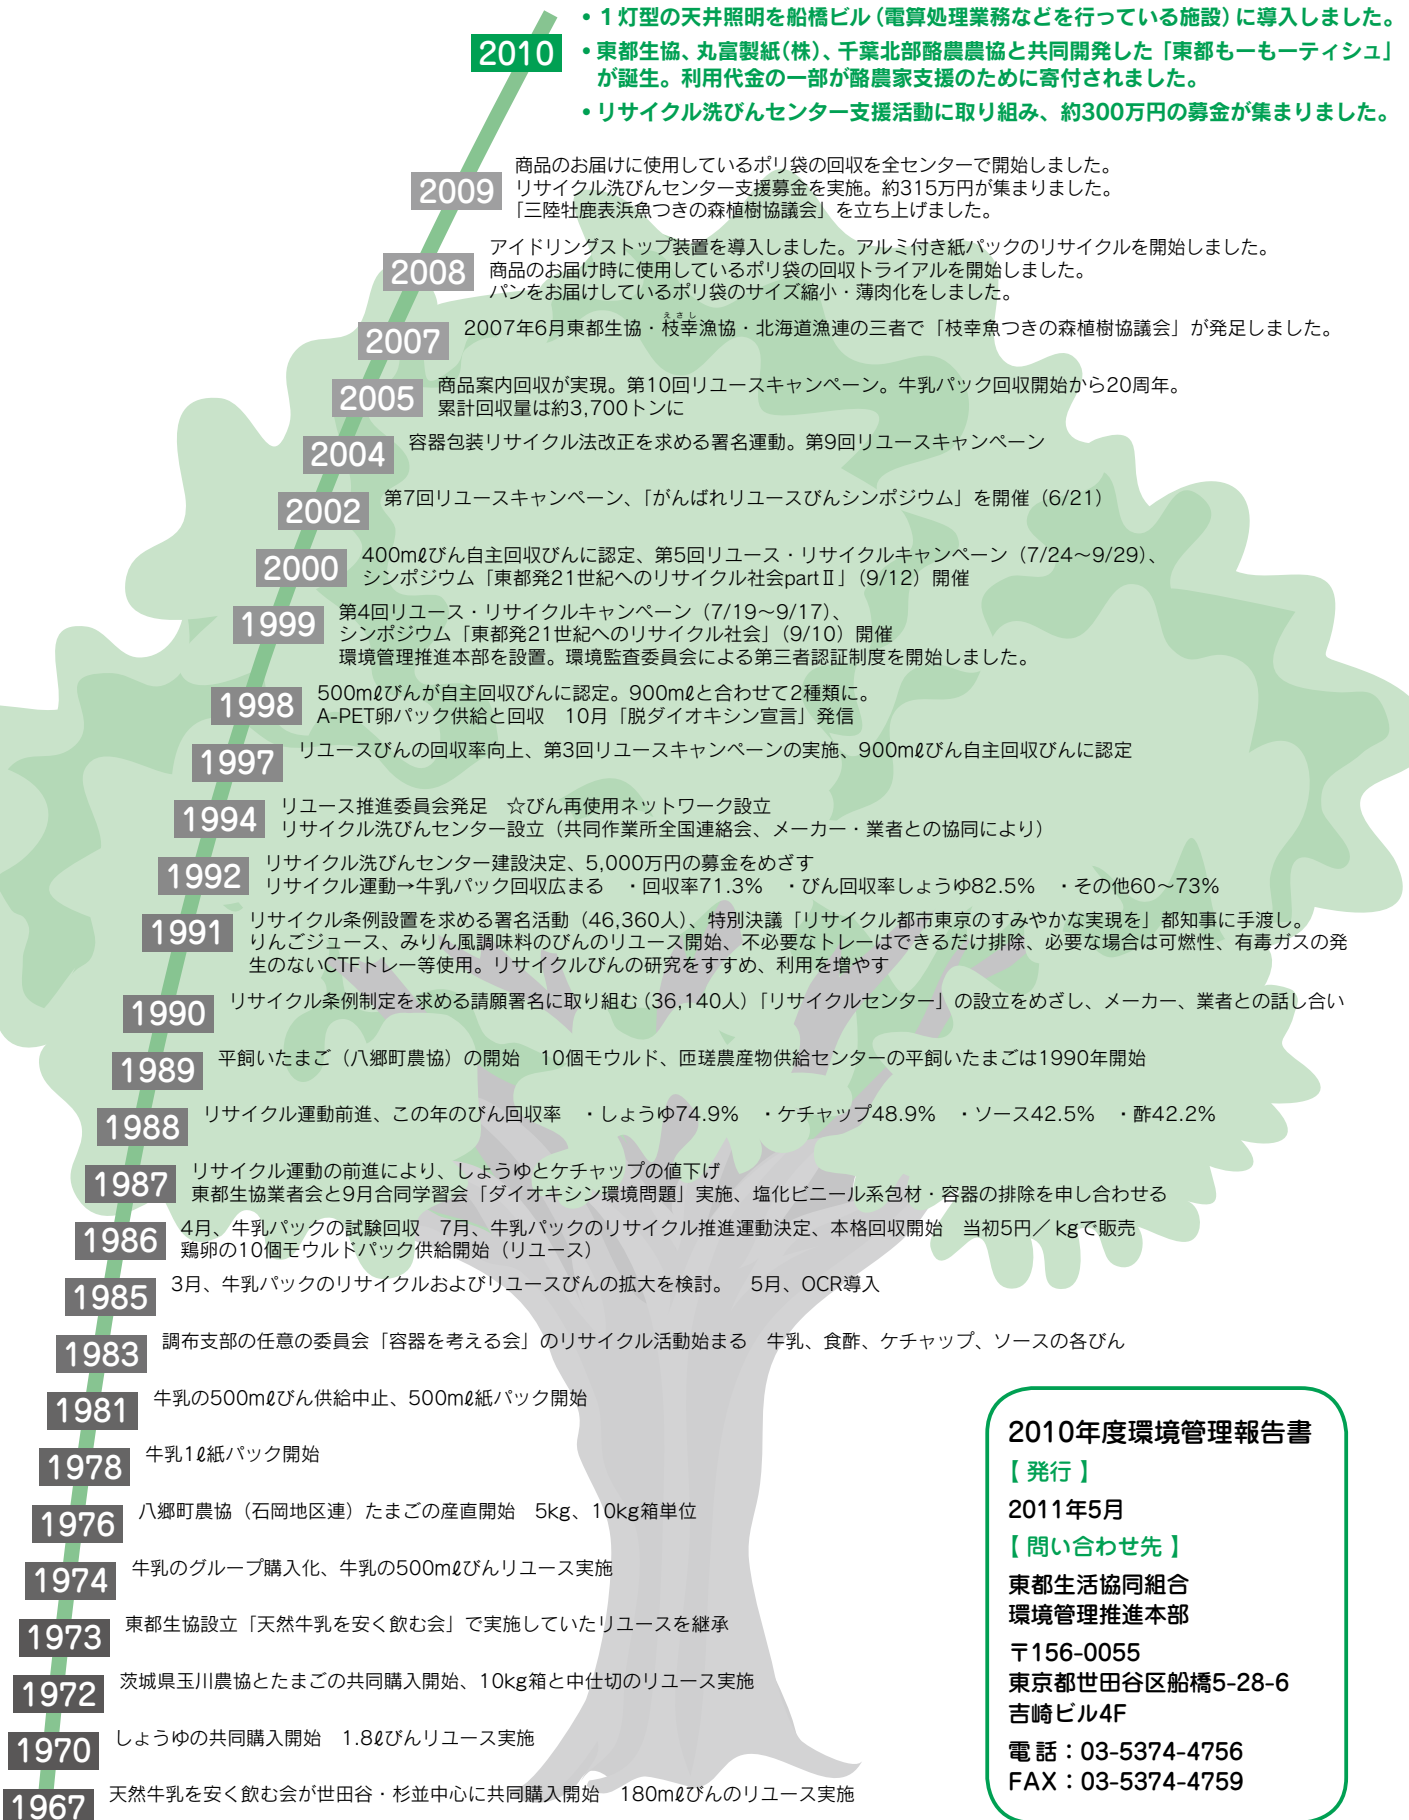 2010
• 1灯型の天井照明を船橋ビル（電算処理業務などを行っている施設）に導入しました。
• 東都生協、丸富製紙（株）、千葉北部酪農農協と共同開発した「東都もーもーティシュ」
が誕生。利用代金の一部が酪農家支援のために寄付されました。
• リサイクル洗びんセンター支援活動に取り組み、約300万円の募金が集まりました。
2009
商品のお届けに使用しているポリ袋の回収を全センターで開始しました。
リサイクル洗びんセンター支援募金を実施。約315万円が集まりました。
「三陸牡鹿表浜魚つきの森植樹協議会」を立ち上げました。
2008
アイドリングストップ装置を導入しました。アルミ付き紙パックのリサイクルを開始しました。
商品のお届け時に使用しているポリ袋の回収トライアルを開始しました。
パンをお届けしているポリ袋のサイズ縮小・薄肉化をしました。
2007
えさし
2007年6月東都生協・枝幸漁協・北海道漁連の三者で「枝幸魚つきの森植樹協議会」が発足しました。
2005
商品案内回収が実現。第10回リユースキャンペーン。牛乳パック回収開始から20周年。
累計回収量は約3,700トンに
2004
容器包装リサイクル法改正を求める署名運動。第9回リユースキャンペーン
2002
第7回リユースキャンペーン、「がんばれリユースびんシンポジウム」を開催（6/21）
2000
400mℓびん自主回収びんに認定、第5回リユース・リサイクルキャンペーン（7/24〜9/29）、
シンポジウム「東都発21世紀へのリサイクル社会partⅡ」（9/12）開催
1999
第4回リユース・リサイクルキャンペーン（7/19〜9/17）、
シンポジウム「東都発21世紀へのリサイクル社会」（9/10）開催
環境管理推進本部を設置。環境監査委員会による第三者認証制度を開始しました。
1998
500mℓびんが自主回収びんに認定。900mℓと合わせて2種類に。
A-PET卵パック供給と回収　10月「脱ダイオキシン宣言」発信
1997
リユースびんの回収率向上、第3回リユースキャンペーンの実施、900mℓびん自主回収びんに認定
1994
リユース推進委員会発足　☆びん再使用ネットワーク設立
リサイクル洗びんセンター設立（共同作業所全国連絡会、メーカー・業者との協同により）
1992
リサイクル洗びんセンター建設決定、5,000万円の募金をめざす
リサイクル運動→牛乳パック回収広まる　・回収率71.3%　・びん回収率しょうゆ82.5%　・その他60〜73%
1991
リサイクル条例設置を求める署名活動（46,360人）、特別決議「リサイクル都市東京のすみやかな実現を」都知事に手渡し。
りんごジュース、みりん風調味料のびんのリユース開始、不必要なトレーはできるだけ排除、必要な場合は可燃性、有毒ガスの発
生のないCTFトレー等使用。リサイクルびんの研究をすすめ、利用を増やす
1990
リサイクル条例制定を求める請願署名に取り組む（36,140人）「リサイクルセンター」の設立をめざし、メーカー、業者との話し合い
1989
平飼いたまご（八郷町農協）の開始　10個モウルド、匝瑳農産物供給センターの平飼いたまごは1990年開始
1988
リサイクル運動前進、この年のびん回収率　・しょうゆ74.9%　・ケチャップ48.9%　・ソース42.5%　・酢42.2%
1987
リサイクル運動の前進により、しょうゆとケチャップの値下げ
東都生協業者会と9月合同学習会「ダイオキシン環境問題」実施、塩化ビニール系包材・容器の排除を申し合わせる
1986
4月、牛乳パックの試験回収　7月、牛乳パックのリサイクル推進運動決定、本格回収開始　当初5円／kgで販売
鶏卵の10個モウルドパック供給開始（リユース）
1985
3月、牛乳パックのリサイクルおよびリユースびんの拡大を検討。　5月、OCR導入
1983
調布支部の任意の委員会「容器を考える会」のリサイクル活動始まる　牛乳、食酢、ケチャップ、ソースの各びん
1981
牛乳の500mℓびん供給中止、500mℓ紙パック開始
1978
牛乳1ℓ紙パック開始
1976
八郷町農協（石岡地区連）たまごの産直開始　5kg、10kg箱単位
1974
牛乳のグループ購入化、牛乳の500mℓびんリユース実施
1973
東都生協設立「天然牛乳を安く飲む会」で実施していたリユースを継承
1972
茨城県玉川農協とたまごの共同購入開始、10kg箱と中仕切のリユース実施
1970
しょうゆの共同購入開始　1.8ℓびんリユース実施
1967
天然牛乳を安く飲む会が世田谷・杉並中心に共同購入開始　180mℓびんのリユース実施
2010年度環境管理報告書
【 発行 】
2011年5月
【 問い合わせ先 】
東都生活協同組合
環境管理推進本部
〒156-0055
東京都世田谷区船橋5-28-6
吉崎ビル4F
電 話：03-5374-4756
FAX：03-5374-4759